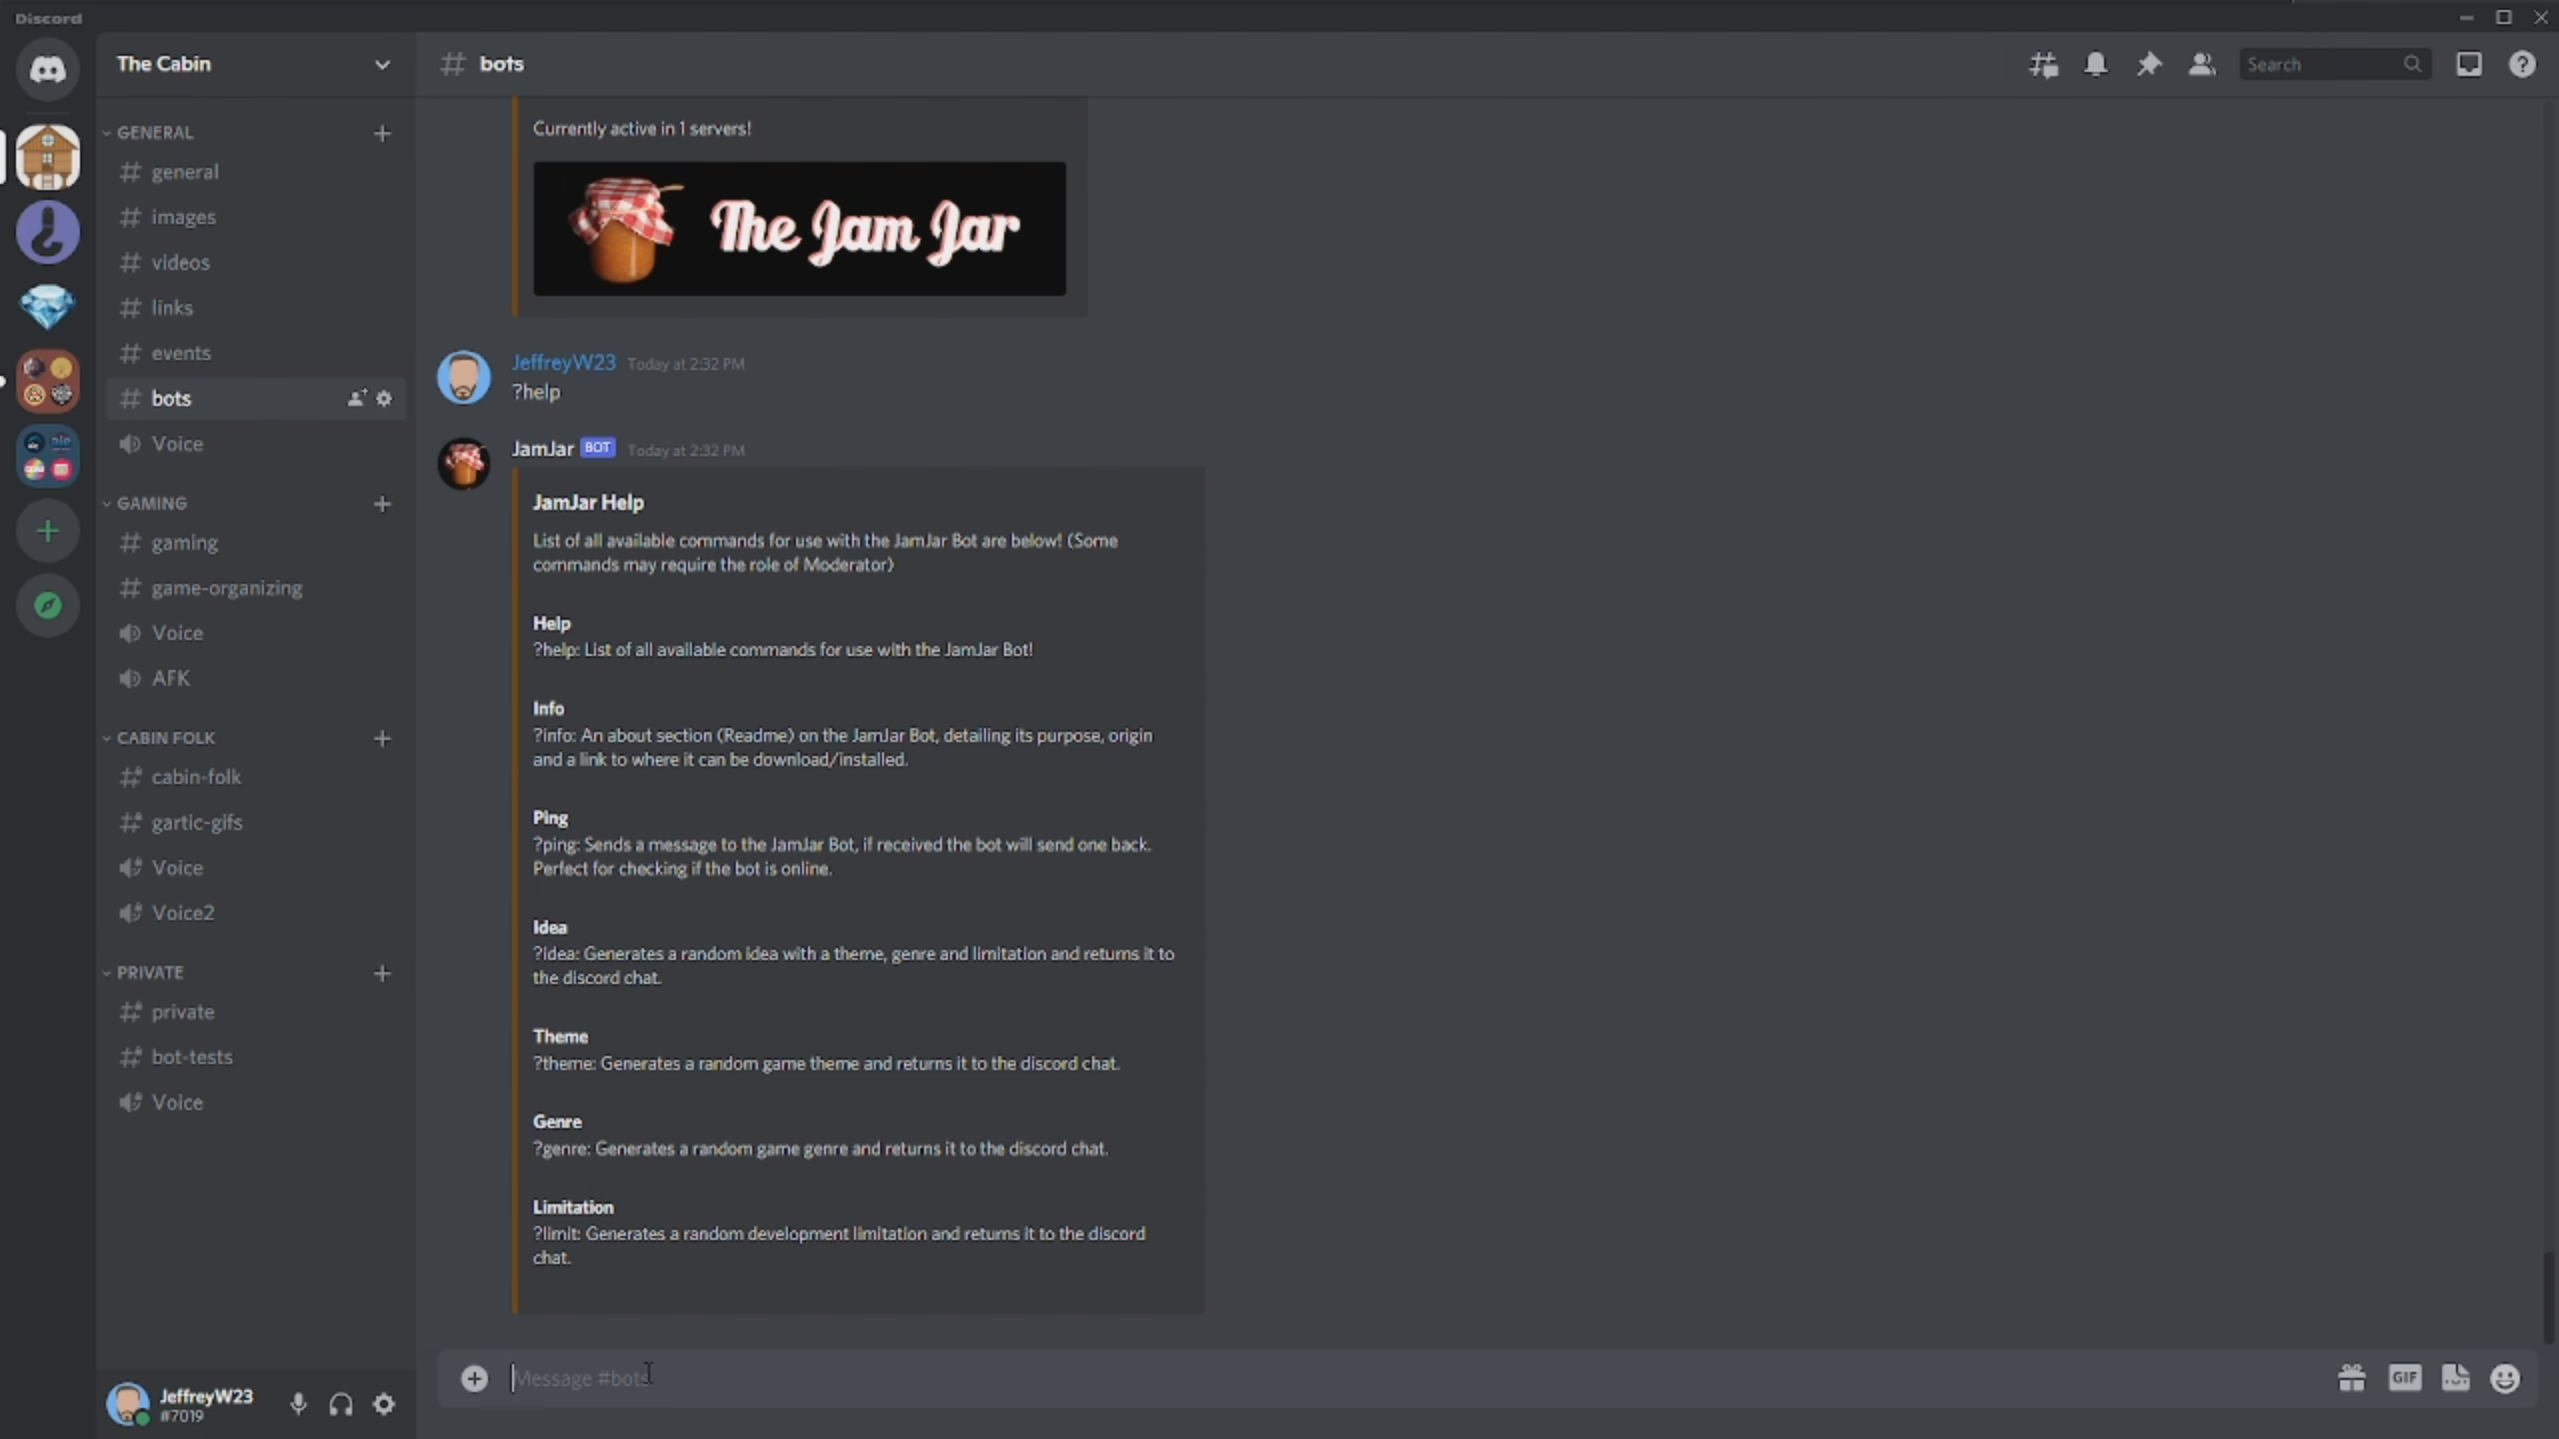 Discord
The Cabin
GENERAL
general
images
videos
links
events
bots
Voice
GAMING
gaming
game-organizing
Voice
AFK
CABIN FOLK
cabin-folk
gartic-gifs
Voice
Voice2
PRIVATE
private
bot-tests
Voice
JeffreyW23
#7019
# bots
Search
Currently active in 1 servers!
The Jam Jar
JeffreyW23 Today at 2:32 PM
?help
JamJar BOT Today at 2:32 PM
JamJar Help
List of all available commands for use with the JamJar Bot are below! (Some
commands may require the role of Moderator)
Help
?help: List of all available commands for use with the JamJar Bot!
Info
?info: An about section (Readme) on the JamJar Bot, detailing its purpose, origin
and a link to where it can be download/installed.
Ping
?ping: Sends a message to the JamJar Bot, if received the bot will send one back.
Perfect for checking if the bot is online.
Idea
?idea: Generates a random idea with a theme, genre and limitation and returns it to
the discord chat.
Theme
?theme: Generates a random game theme and returns it to the discord chat.
Genre
?genre: Generates a random game genre and returns it to the discord chat.
Limitation
?limit: Generates a random development limitation and returns it to the discord
chat.
Message #bots
GIF